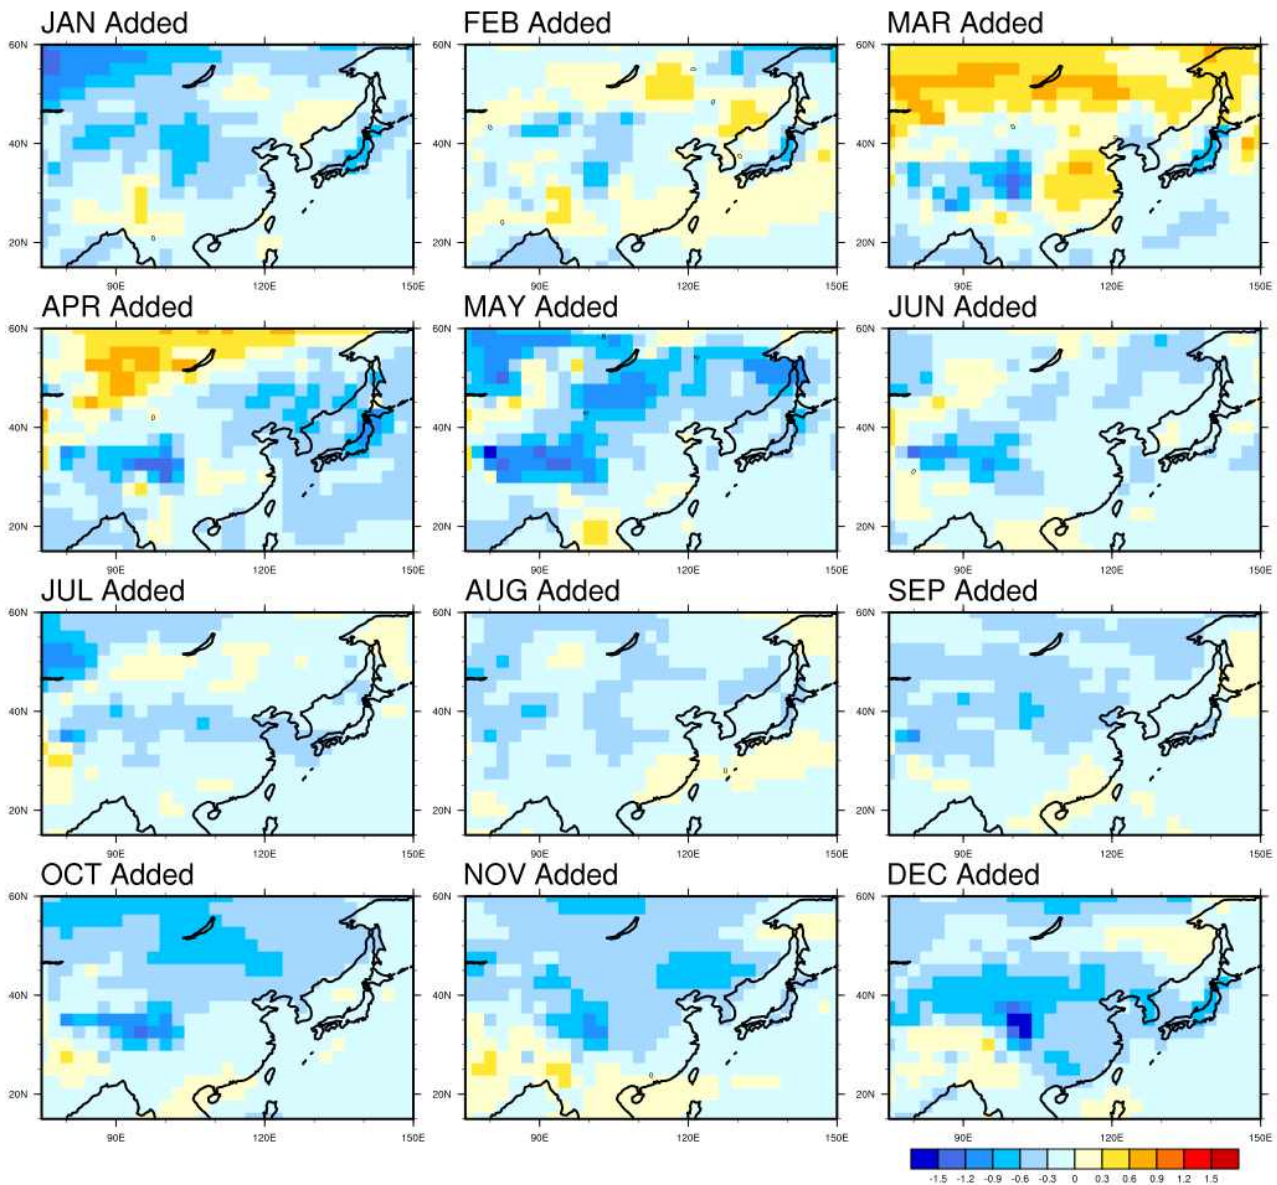 JAN Added
FEB Added
MAR Added
60N
60N
60N
40N
40N
40N
20N
20N
20N
90E 120E 150E
90E 120E 150E
90E 120E 150E
APR Added
MAY Added
JUN Added
60N
60N
60N
40N
40N
40N
20N
20N
20N
90E 120E 150E
90E 120E 150E
90E 120E 150E
JUL Added
AUG Added
SEP Added
60N
60N
60N
40N
40N
40N
20N
20N
20N
90E 120E 150E
90E 120E 150E
90E 120E 150E
OCT Added
NOV Added
DEC Added
60N
60N
60N
40N
40N
40N
20N
20N
20N
90E 120E 150E
90E 120E 150E
90E 120E 150E
-1.5 -1.2 -0.9 -0.6 -0.3 0 0.3 0.6 0.9 1.2 1.5